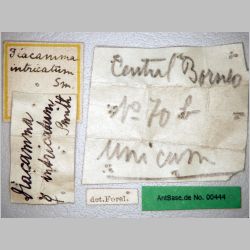 Diacamma
intricatum
Sm
Diacamma
intricatum
Smith
Central Borneo
No 70 b
unicum
det. Forel.
AntBase.de No. 00444